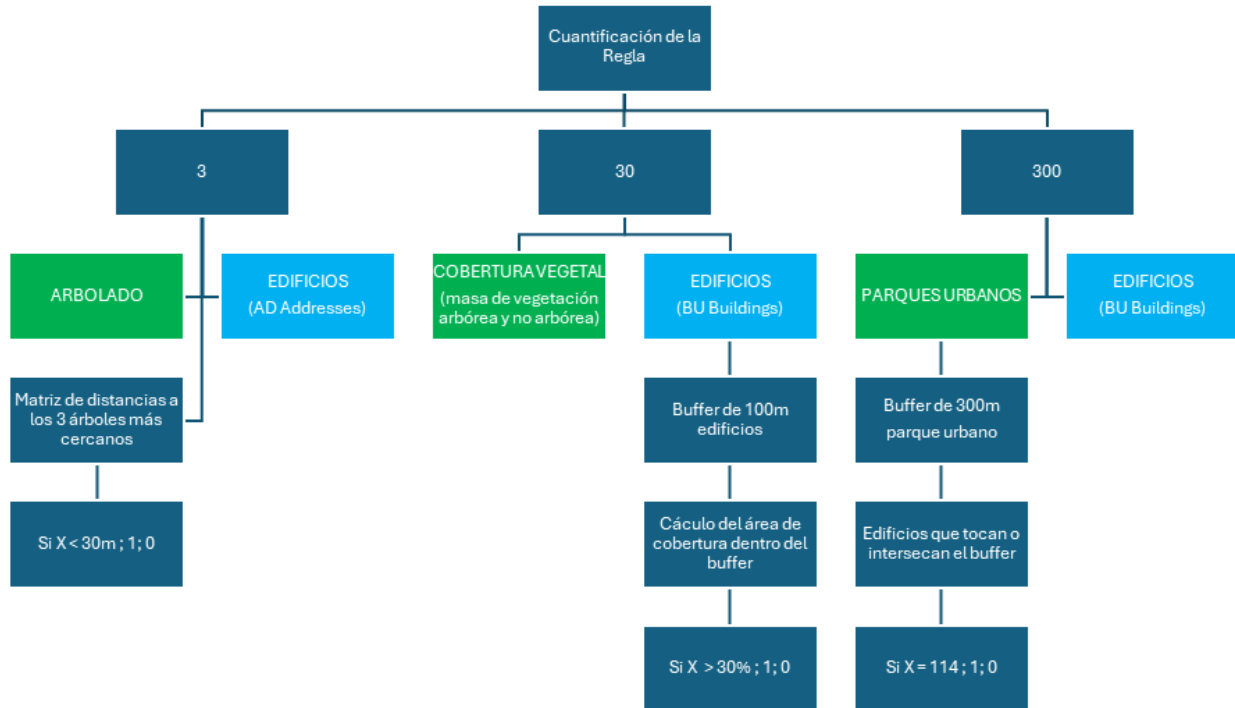 Cuantificación de la
Regla
3
30
300
ARBOLADO
EDIFICIOS
(AD Addresses)
COBERTURA VEGETAL
(masa de vegetación
arbórea y no arbórea)
EDIFICIOS
(BU Buildings)
PARQUES URBANOS
EDIFICIOS
(BU Buildings)
Matriz de distancias a
los 3 árboles más
cercanos
Buffer de 100m
edificios
Buffer de 300m
parque urbano
Si X < 30m ; 1; 0
Cáculo del área de
cobertura dentro del
buffer
Edificios que tocan o
intersecan el buffer
Si X > 30% ; 1; 0
Si X = 114 ; 1; 0